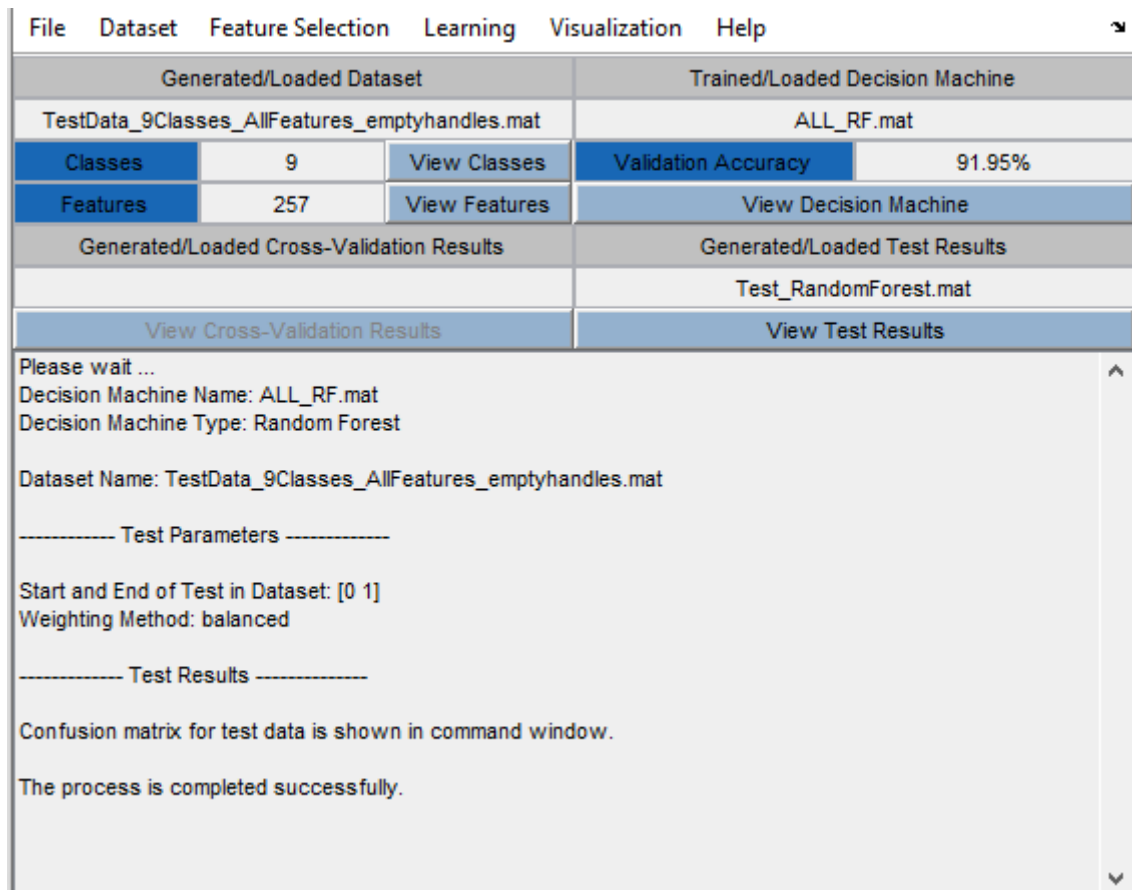 File Dataset Feature Selection Learning Visualization Help
Generated/Loaded Dataset
Trained/Loaded Decision Machine
TestData_9Classes_AllFeatures_emptyhandles.mat
ALL_RF.mat
Classes 9 View Classes
Validation Accuracy 91.95%
Features 257 View Features
View Decision Machine
Generated/Loaded Cross-Validation Results
Generated/Loaded Test Results
Test_RandomForest.mat
View Cross-Validation Results
View Test Results
Please wait ...
Decision Machine Name: ALL_RF.mat
Decision Machine Type: Random Forest
Dataset Name: TestData_9Classes_AllFeatures_emptyhandles.mat
------------ Test Parameters -------------
Start and End of Test in Dataset: [0 1]
Weighting Method: balanced
------------- Test Results --------------
Confusion matrix for test data is shown in command window.
The process is completed successfully.